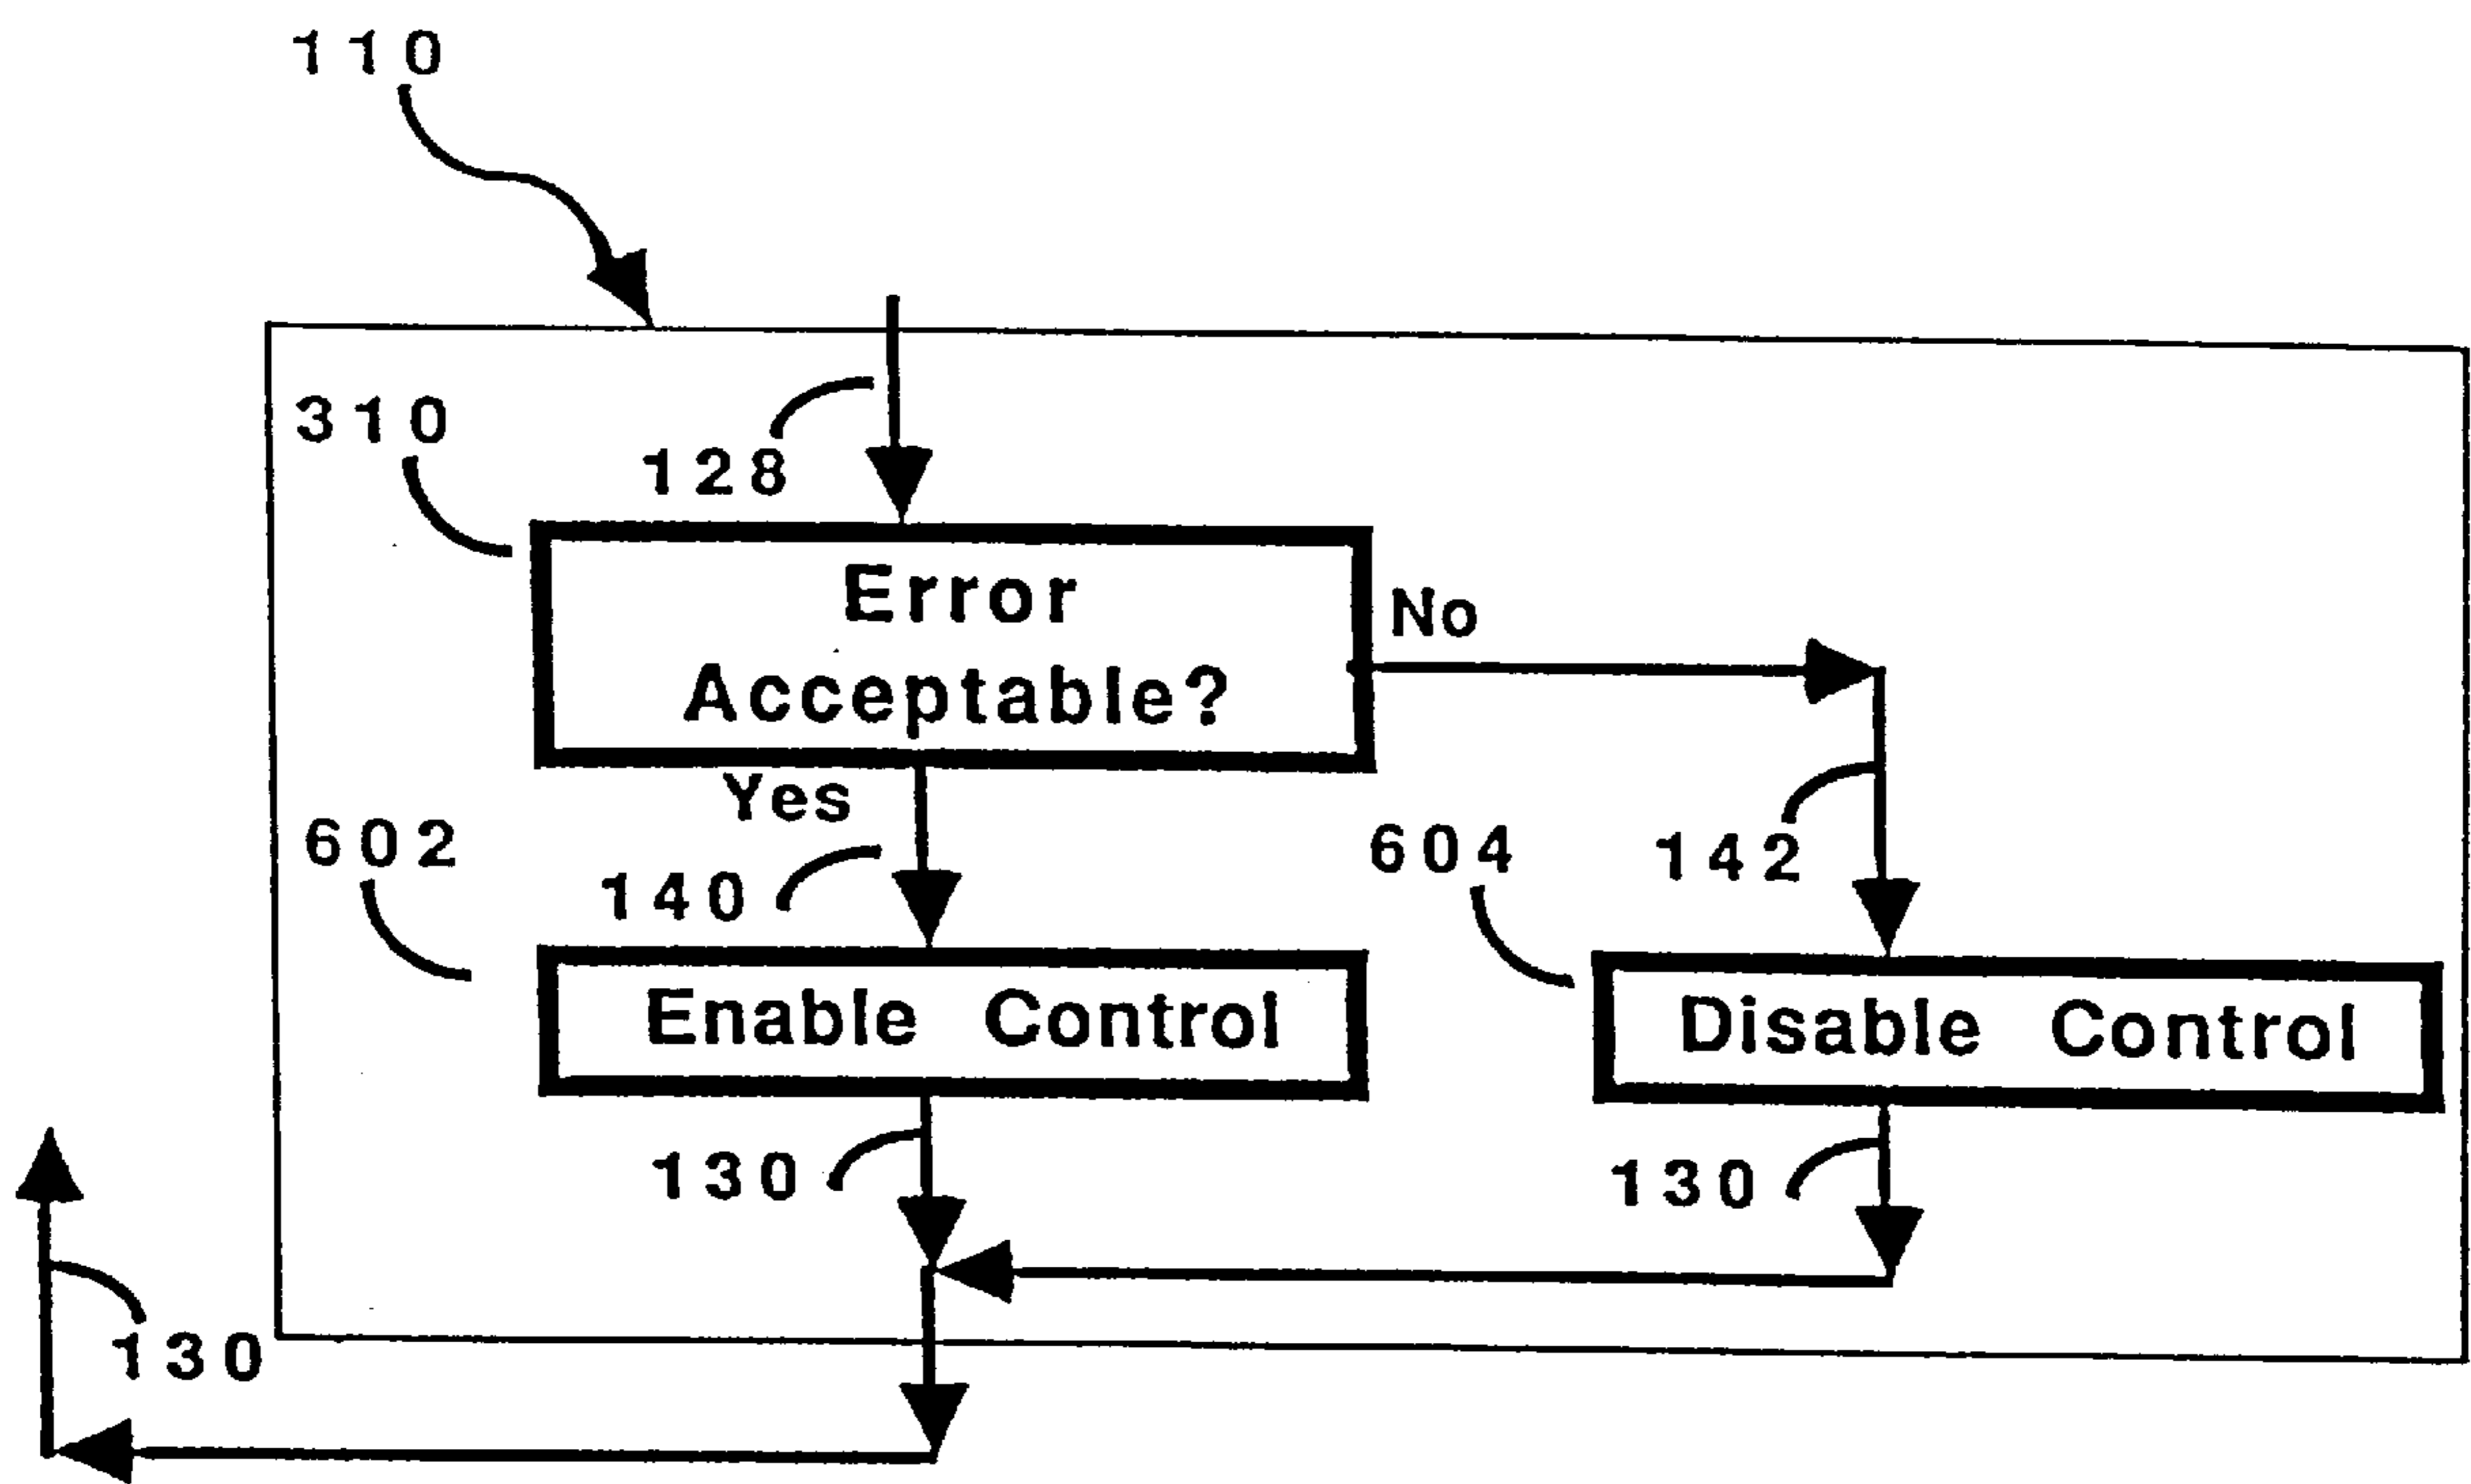 110
310
128
Error
Acceptable?
No
Yes
602
140
604
142
Enable Control
Disable Control
130
130
130